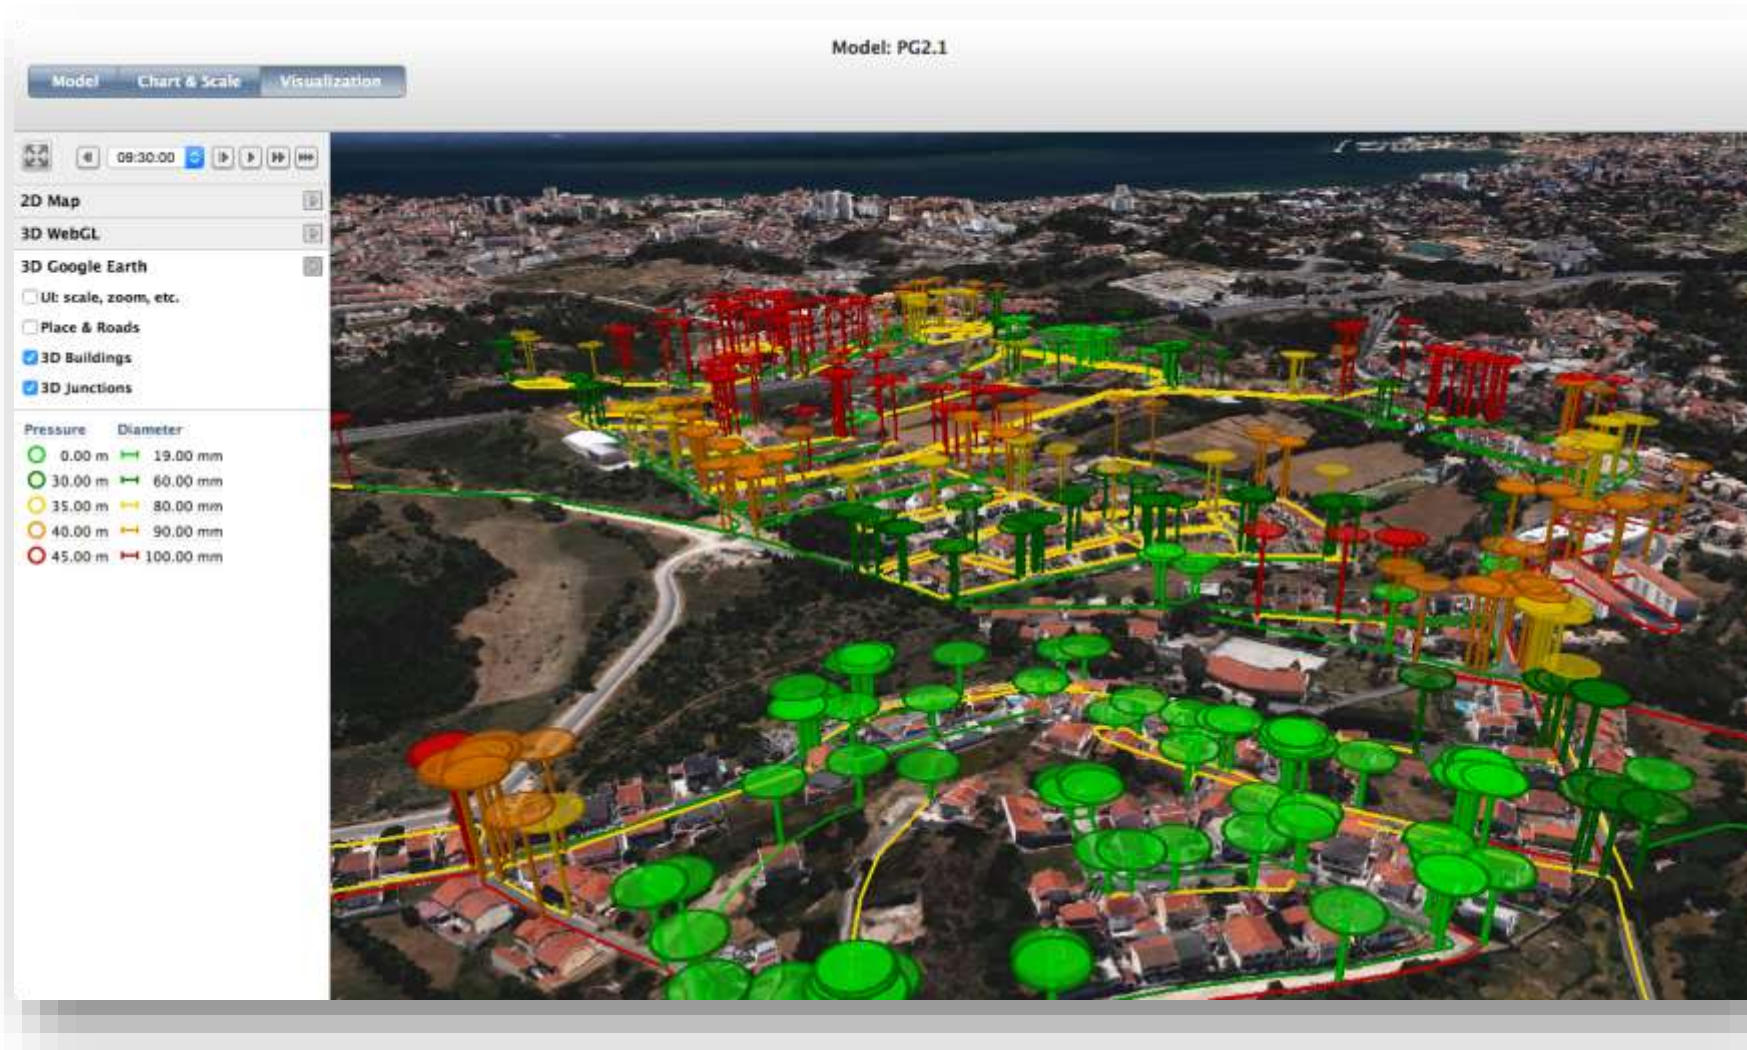 Model: PG2.1
Model Chart & Scale Visualization
09:30:00
2D Map
3D WebGL
3D Google Earth
UI: scale, zoom, etc.
Place & Roads
3D Buildings
3D Junctions
Pressure Diameter
0.00 m 19.00 mm
30.00 m 60.00 mm
35.00 m 80.00 mm
40.00 m 90.00 mm
45.00 m 100.00 mm